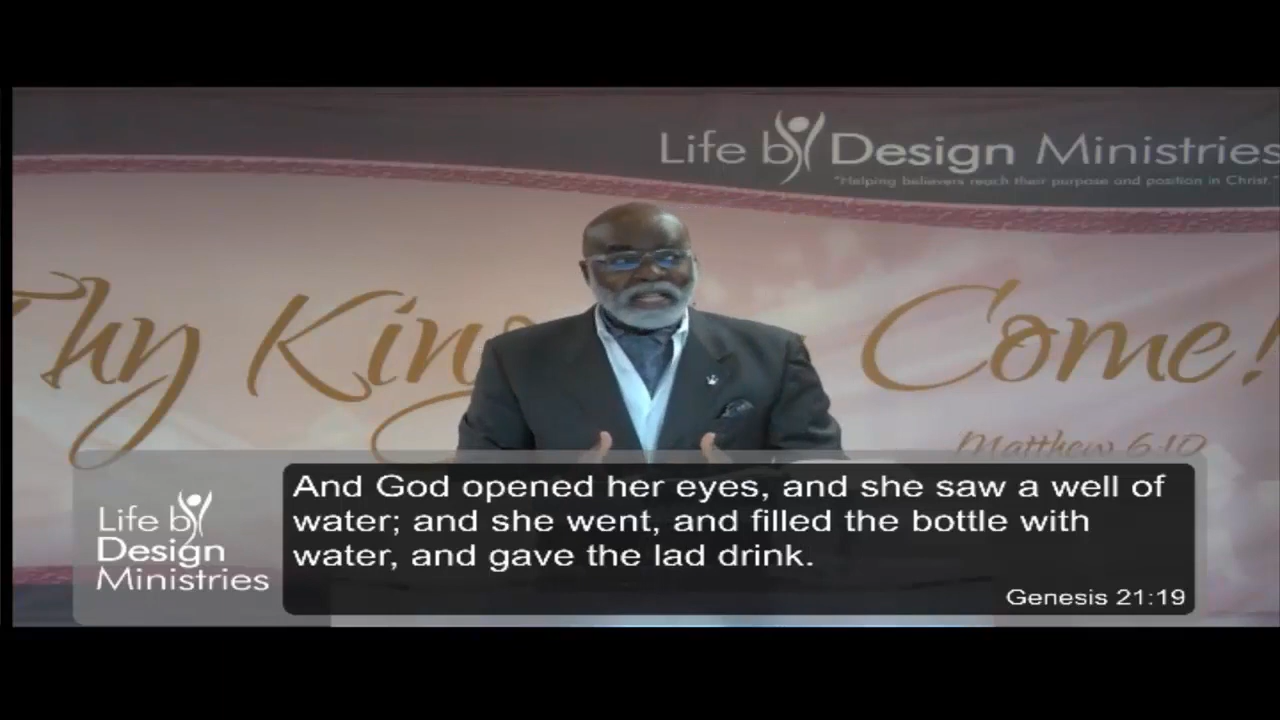 Life by Design Ministries
"Helping believers reach their purpose and position in Christ."
Thy King Come!
Matthew 6:10
Life by
Design
Ministries
And God opened her eyes, and she saw a well of
water; and she went, and filled the bottle with
water, and gave the lad drink.
Genesis 21:19